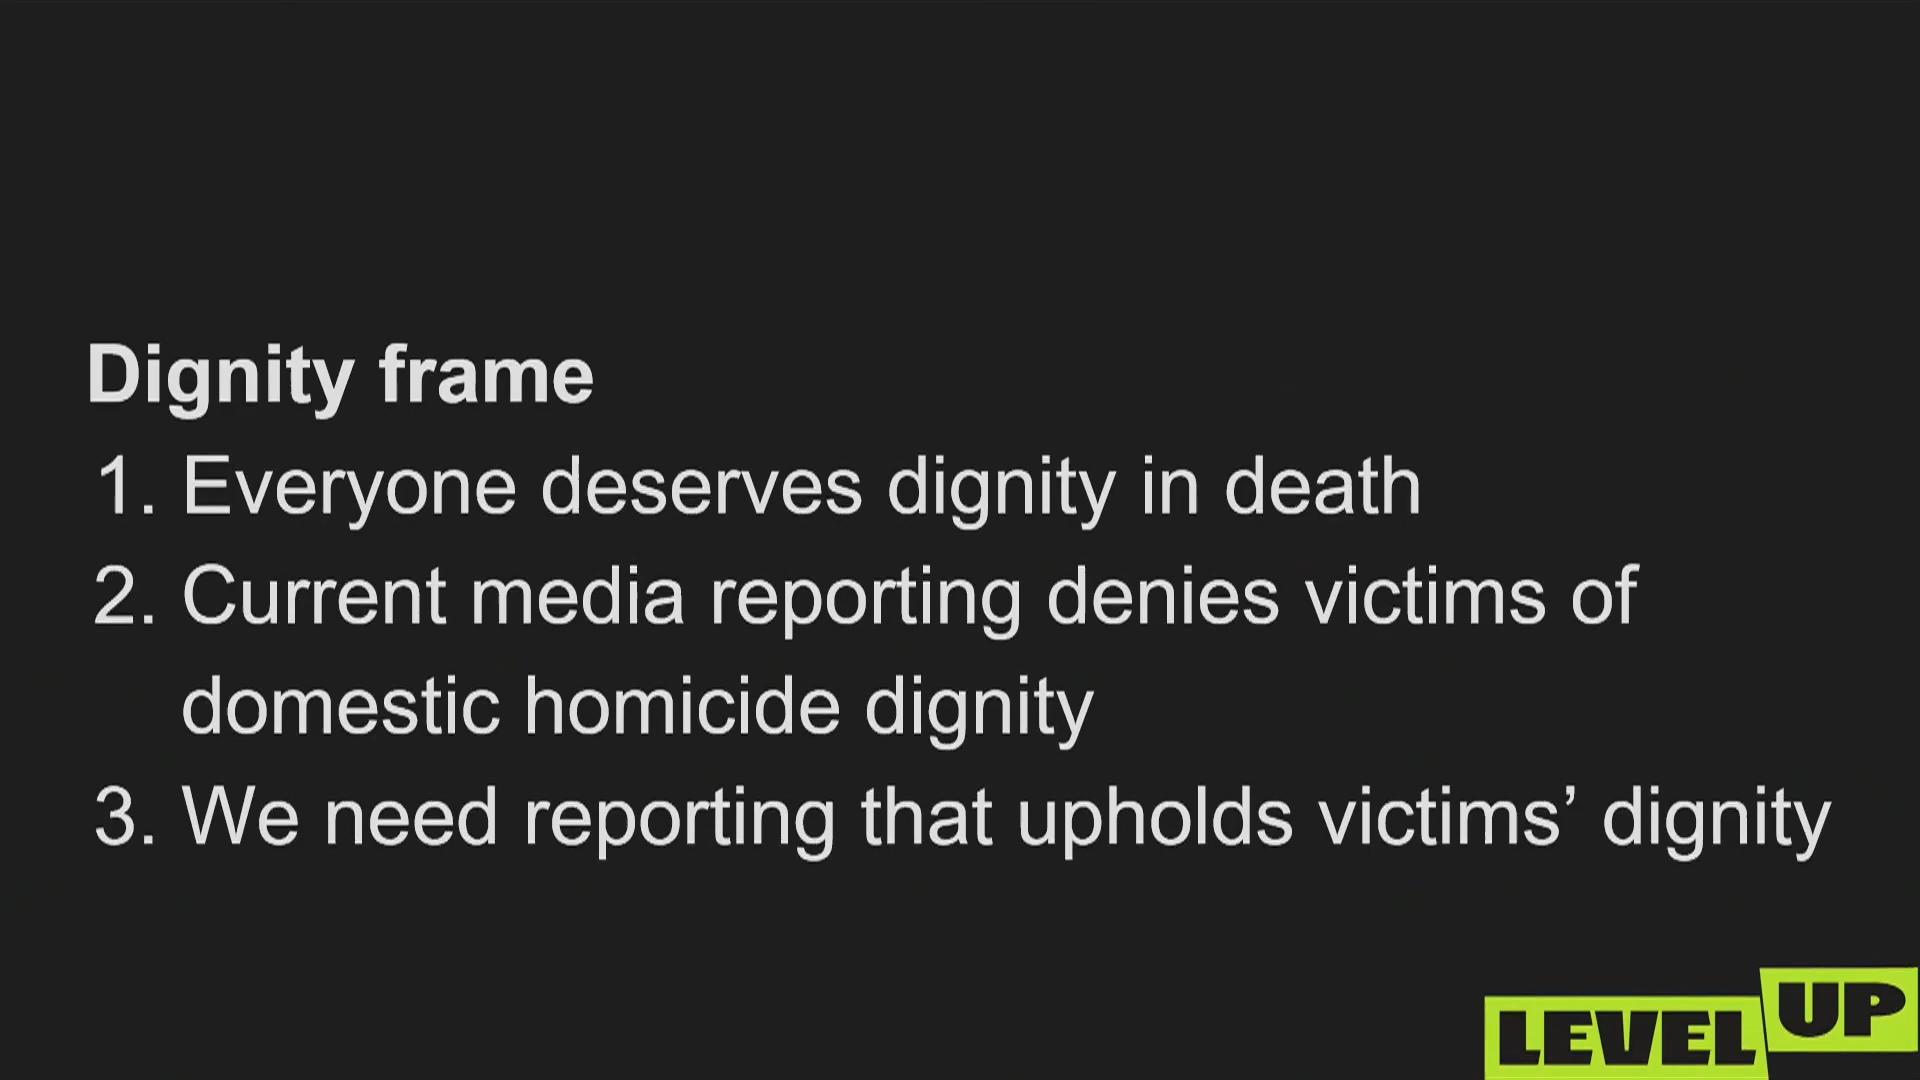 Dignity frame
1. Everyone deserves dignity in death
2. Current media reporting denies victims of
domestic homicide dignity
3. We need reporting that upholds victims’ dignity
LEVEL UP